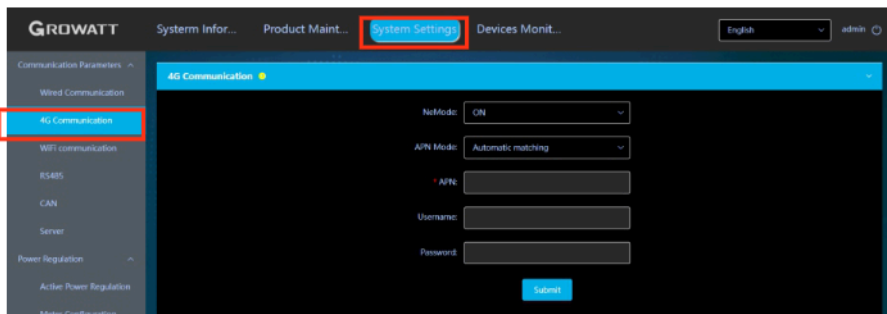 GROWATT
Systerm Infor... Product Maint... System Settings Devices Monit... English admin
Communication Parameters
Wired Communication
4G Communication
WiFi communication
RS485
CAN
Server
Power Regulation
Active Power Regulation
Meter Configuration
4G Communication
NeMode: ON
APN Mode: Automatic matching
* APN:
Username:
Password:
Submit